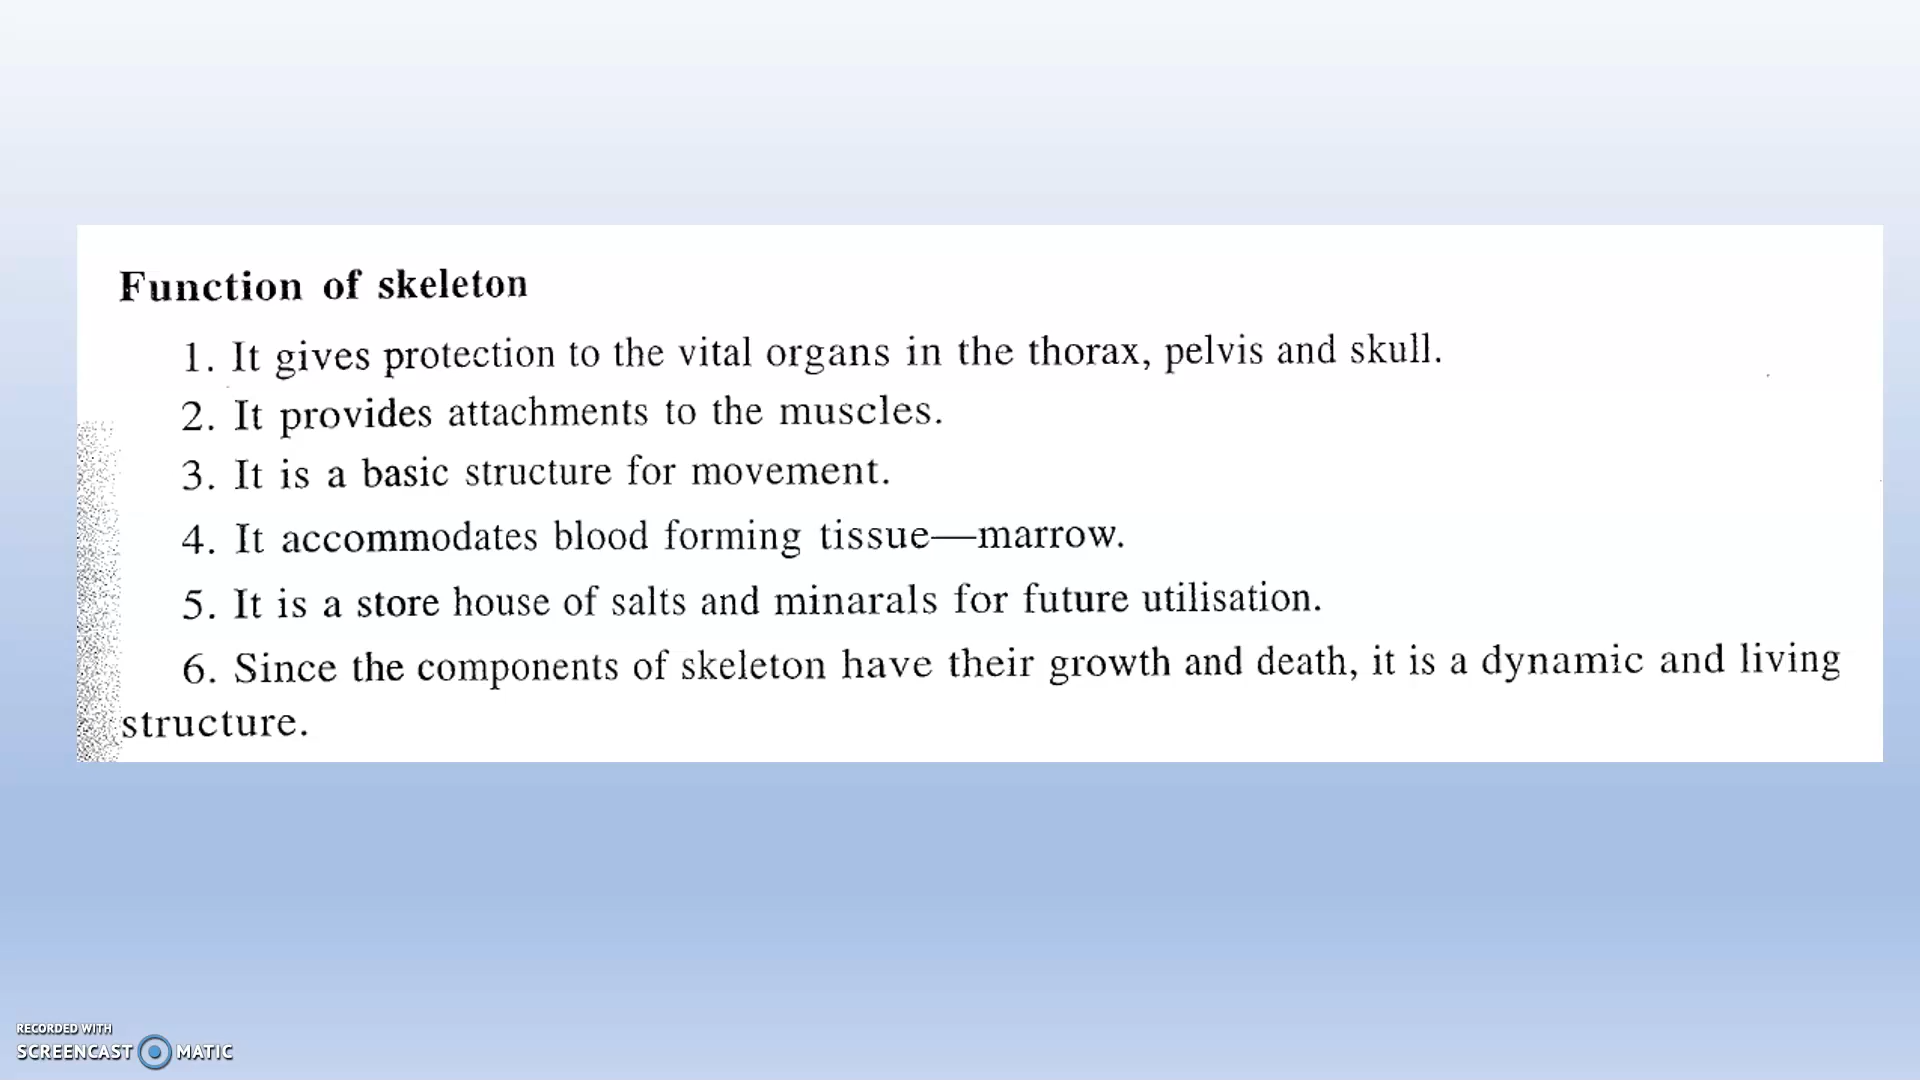 Function of skeleton
1. It gives protection to the vital organs in the thorax, pelvis and skull.
2. It provides attachments to the muscles.
3. It is a basic structure for movement.
4. It accommodates blood forming tissue—marrow.
5. It is a store house of salts and minarals for future utilisation.
6. Since the components of skeleton have their growth and death, it is a dynamic and living
structure.
RECORDED WITH
SCREENCAST MATIC